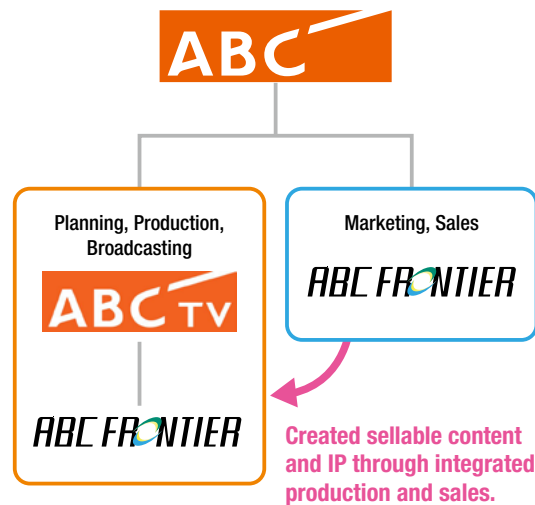 ABC
Planning, Production,
Broadcasting
ABC TV
ABC FRONTIER
Marketing, Sales
ABC FRONTIER
Created sellable content
and IP through integrated
production and sales.